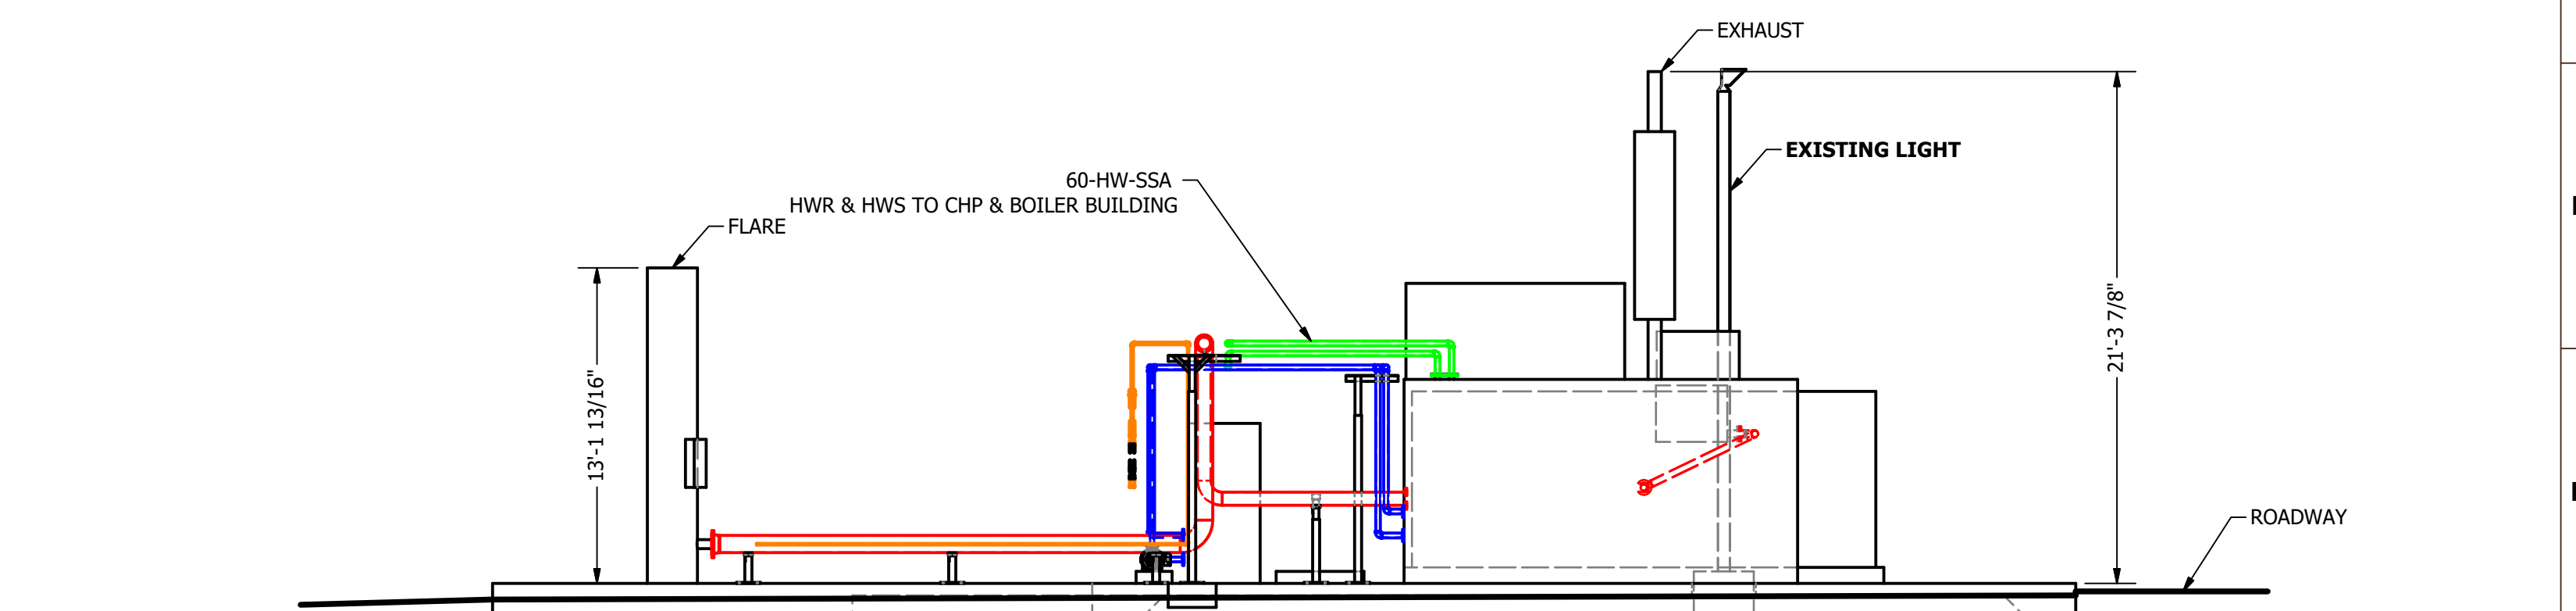 EXHAUST
EXISTING LIGHT
60-HW-SSA
HWR & HWS TO CHP & BOILER BUILDING
FLARE
13'-1 13/16"
21'-3 7/8"
ROADWAY